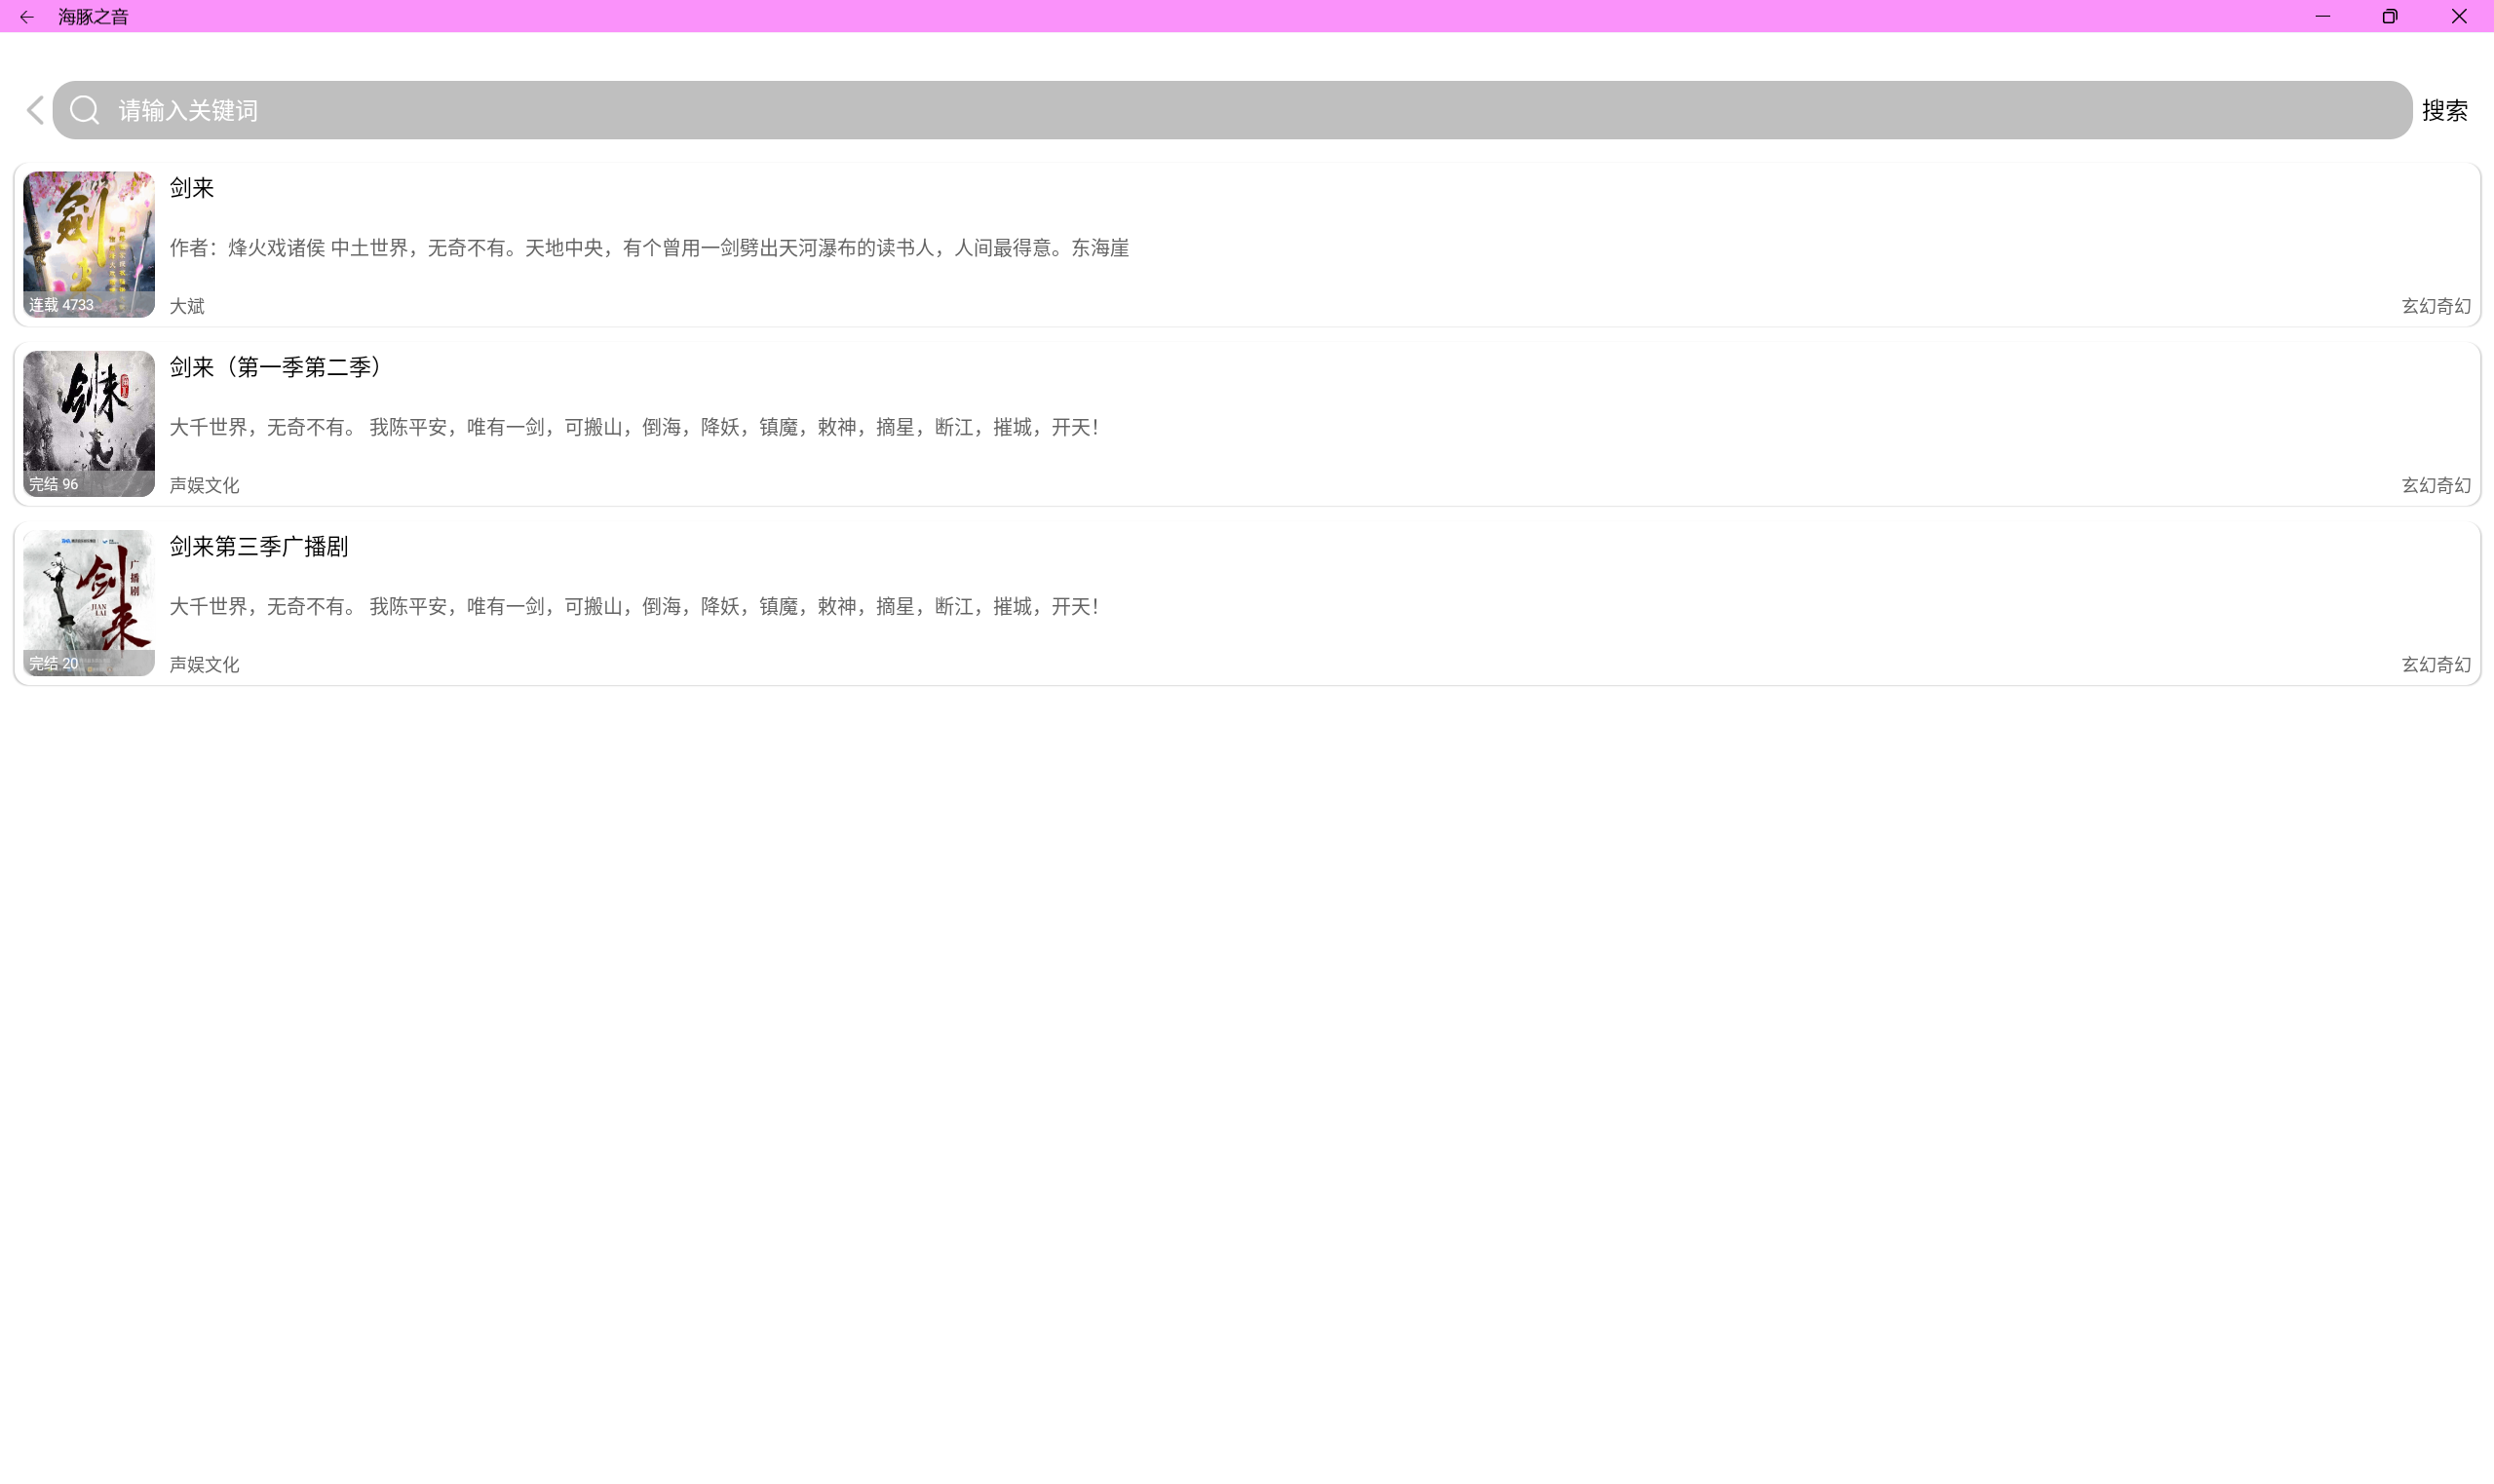 海豚之音
请输入关键词
搜索
剑来
作者：烽火戏诸侯 中土世界，无奇不有。天地中央，有个曾用一剑劈出天河瀑布的读书人，人间最得意。东海崖
连载 4733
大斌
玄幻奇幻
剑来（第一季第二季）
大千世界，无奇不有。 我陈平安，唯有一剑，可搬山，倒海，降妖，镇魔，敕神，摘星，断江，摧城，开天！
完结 96
声娱文化
玄幻奇幻
剑来第三季广播剧
大千世界，无奇不有。 我陈平安，唯有一剑，可搬山，倒海，降妖，镇魔，敕神，摘星，断江，摧城，开天！
剑来
广播剧
JIAN
LAI
完结 20
声娱文化
玄幻奇幻